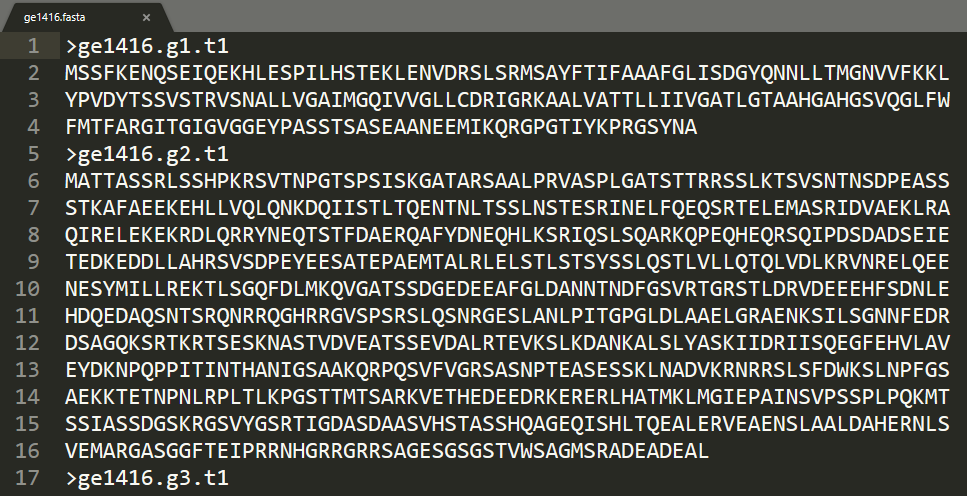 ge1416.fasta ×
1 >ge1416.g1.t1
2 MSSFKENQSEIQEKHLESPILHSTEKLENVDRSLSRMSAYFTIFAAAFGLISDGYQNNLLTMGNVVFKKL
3 YPVDYTSSVSTRVSNALLVGAIMGQIVVGLLCDRIGRKAALVATTLLIIVGATLGTAAHGAHGSVQGLFW
4 FMTFARGITGIGVGGEYPASSTSASEAANEEMIKQRGPGTIYKPRGSYNA
5 >ge1416.g2.t1
6 MATTASSRLSSHPKRSVTNPGTSPSISKGATARSAALPRVASPLGATSTTRRSSLKTSVSNTNSDPEASS
7 STKAFAEEKEHLLVQLQNKDQIISTLTQENTNLTSSLNSTESRINELFQEQSRTELEMASRIDVAEKLRA
8 QIRELEKEKRDLQRRYNEQTSTFDAERQAFYDNEQHLKSRIQSLSQARKQPEQHEQRSQIPDSDADSEIE
9 TEDKEDDLLAHRSVSDPEYEESATEPAEMTALRLELSTLSTSYSSLQSTLVLLQTQLVDLKRVNRELQEE
10 NESYMILLREKTLSGQFDLMKQVGATSSDGEDEEAFGLDANNTNDFGSVRTGRSTLDRVDEEEHFSDNLE
11 HDQEDAQSNTSRQNRRQGHRRGVSPSRSLQSNRGESLANLPITGPGLDLAAELGRAENKSILSGNNFEDR
12 DSAGQKSRTKRTSESKNASTVDVEATSSEVDALRTEVKSLKDANKALSLYASKIIDRIISQEGFEHVLAV
13 EYDKNPQPPITINTHANIGSAAKQRPQSVFVGRSASNPTEASESSKLNADVKRNRRSLSFDWKSLNPFGS
14 AEKKTETNPNLRPLTLKPGSTTMTSARKVETHEDEEDRKERERLHATMKLMGIEPAINSVPSSPLPQKMT
15 SSIASSDGSKRGSVYGSRTIGDASDAASVHSTASSHQAGEQISHLTQEALERVEAENSLAALDAHERNLS
16 VEMARGASGGFTEIPRRNHGRRGRRSAGESGSGSTVWSAGMSRADEADEAL
17 >ge1416.g3.t1